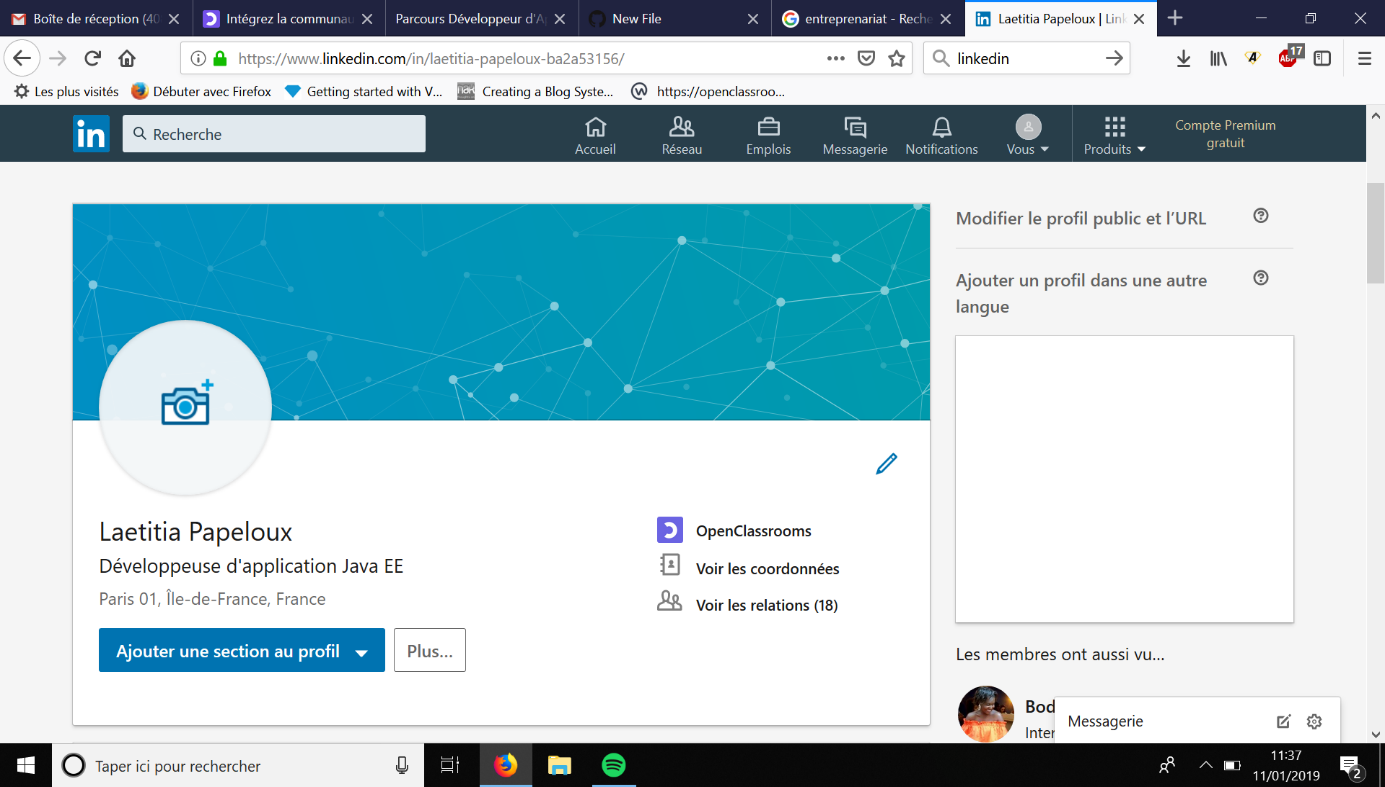 Boîte de réception (40
Intégrez la communau
Parcours Développeur d'A
New File
entreprenariat - Reche
Laetitia Papeloux | Link
https://www.linkedin.com/in/laetitia-papeloux-ba2a53156/
linkedin
ABP
17
Les plus visités
Débuter avec Firefox
Getting started with V...
Creating a Blog Syste...
https://openclassroo...
in
Recherche
Accueil
Réseau
Emplois
Messagerie
Notifications
Vous
Produits
Compte Premium
gratuit
Modifier le profil public et l'URL
Ajouter un profil dans une autre
langue
Laetitia Papeloux
Développeuse d'application Java EE
Paris 01, Île-de-France, France
Ajouter une section au profil
Plus...
OpenClassrooms
Voir les coordonnées
Voir les relations (18)
Les membres ont aussi vu...
Bod
Inter
Messagerie
Taper ici pour rechercher
11:37
11/01/2019
2